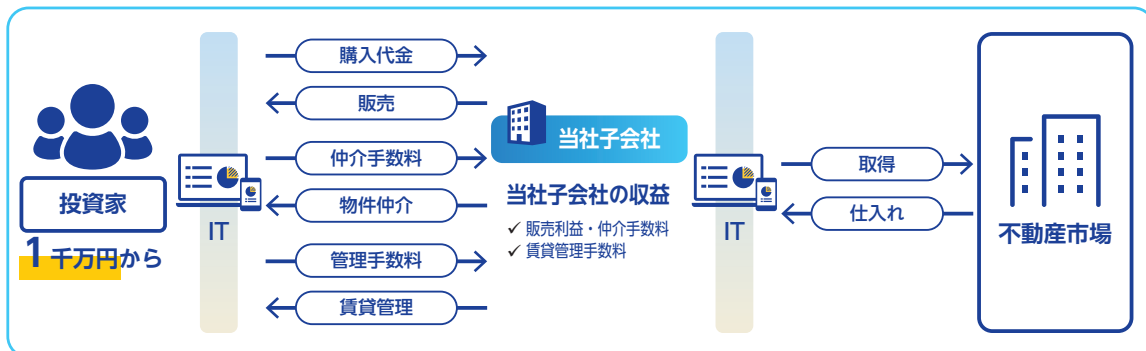 投資家
1千万円から
IT
購入代金
販売
仲介手数料
物件仲介
管理手数料
賃貸管理
当社子会社
当社子会社の収益
✓ 販売利益・仲介手数料
✓ 賃貸管理手数料
IT
取得
仕入れ
不動産市場